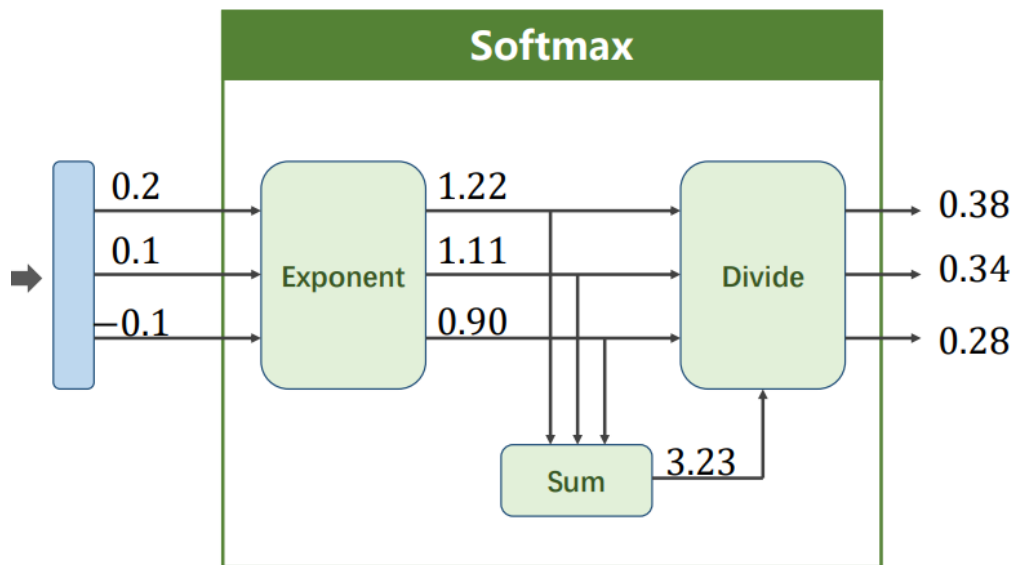 Softmax
0.2
1.22
0.38
0.1
1.11
0.34
Exponent
Divide
−0.1
0.90
0.28
3.23
Sum